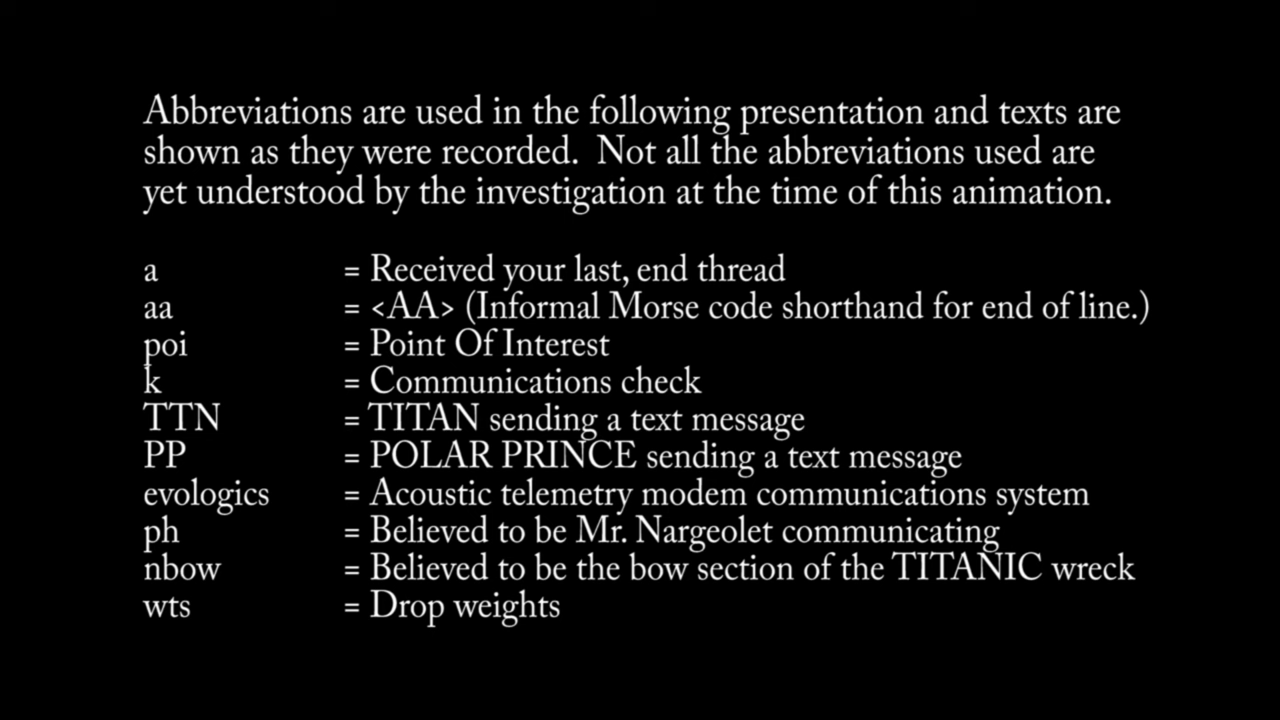 Abbreviations are used in the following presentation and texts are
shown as they were recorded.  Not all the abbreviations used are
yet understood by the investigation at the time of this animation.
a = Received your last, end thread
aa = <AA> (Informal Morse code shorthand for end of line.)
poi = Point Of Interest
k = Communications check
TTN = TITAN sending a text message
PP = POLAR PRINCE sending a text message
evologics = Acoustic telemetry modem communications system
ph = Believed to be Mr. Nargeolet communicating
nbow = Believed to be the bow section of the TITANIC wreck
wts = Drop weights